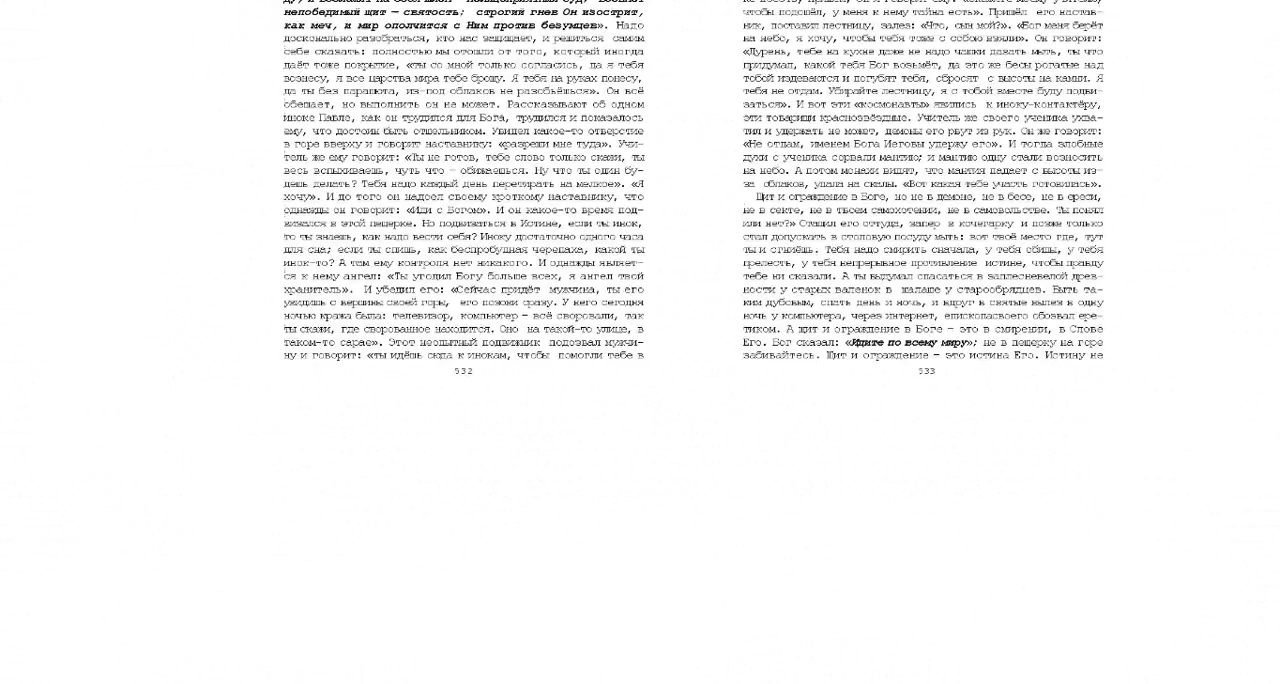 непобедимый щит – святость; строгий гнев Он изострит,
как меч, и мир ополчится с Ним против безумцев». Надо
досконально разобраться, кто нас защищает, и решиться самим
себе сказать: полностью мы отошли от того, который иногда
даёт тоже покрытие, «ты со мной только согласись, да я тебя
вознесу, я все царства мира тебе брошу. Я тебя на руках понесу,
да ты без парашюта, из-под облаков не разобьёшься». Он всё
обещает, но выполнить он не может. Рассказывают об одном
иноке Павле, как он трудился для Бога, трудился и показалось
ему, что достоин быть отшельником. Увидел какое-то отверстие
в горе вверху и говорит наставнику: «разреши мне туда». Учи-
тель же ему говорит: «Ты не готов, тебе слово только скажи, ты
весь вспыхиваешь, чуть что – обижаешься. Ну что ты один бу-
дешь делать? Тебя надо каждый день перетирать на мелкое». «Я
хочу». И до того он надоел своему кроткому наставнику, что
однажды он говорит: «Иди с Богом». И он какое-то время под-
визался в этой пещерке. Но подвизаться в Истине, если ты инок,
то ты знаешь, как надо вести себя? Иноку достаточно одного часа
для сна; если ты спишь, как беспробудная черепаха, какой ты
инок-то? А там ему контроля нет никакого. И однажды являет-
ся к нему ангел: «Ты угодил Богу больше всех, я ангел твой
хранитель». И убедил его: «Сейчас придёт мужчина, ты его
увидишь с вершины своей горы, его позови сразу. У него сегодня
ночью кража была: телевизор, компьютер – всё своровали, так
ты скажи, где сворованное находится. Оно на такой-то улице, в
таком-то сарае». Этот неопытный подвижник подозвал мужчи-
ну и говорит: «ты идёшь сюда к инокам, чтобы помогли тебе в
532
чтобы подошёл, у меня к нему тайна есть». Пришёл его настав-
ник, поставил лестницу, залез: «Что, сын мой?». «Бог меня берёт
на небо, я хочу, чтобы тебя тоже с собою взяли». Он говорит:
«Дурень, тебе на кухне даже не надо чашки давать мыть, ты что
придумал, какой тебя Бог возьмёт, да это же бесы рогатые над
тобой издеваются и погубят тебя, сбросят с высоты на камни. Я
тебя не отдам. Убирайте лестницу, я с тобой вместе буду подви-
заться». И вот эти «космонавты» явились к иноку-контактёру,
эти товарищи краснозвёздные. Учитель же своего ученика ухва-
тил и удержать не может, демоны его рвут из рук. Он же говорит:
«Не отдам, именем Бога Иеговы удержу его». И тогда злобные
духи с ученика сорвали мантию; и мантию одну стали возносить
на небо. А потом монахи видят, что мантия падает с высоты из-
за облаков, упала на скалы. «Вот какая тебе участь готовилась».
Щит и ограждение в Боге, но не в демоне, не в бесе, не в ереси,
не в секте, не в твоем самохотении, не в самовольстве. Ты понял
или нет?» Стащил его оттуда, запер в кочегарку и позже только
стал допускать в столовую посуду мыть: вот твоё место где, тут
ты и сгниёшь. Тебя надо смирить сначала, у тебя обиды, у тебя
прелесть, у тебя непрерывное противление истине, чтобы правду
тебе ни сказали. А ты выдумал спасаться в заплесневелой древ-
ности у старых валенок в шалаше у старообрядцев. Быть та-
ким дубовым, спать день и ночь, и вдруг в святые вылез в одну
ночь у компьютера, через интернет, епископасвоего обозвал ере-
тиком. А щит и ограждение в Боге – это в смирении, в Слове
Его. Бог сказал: «Идите по всему миру»; не в пещерку на горе
забивайтесь. Щит и ограждение – это истина Его. Истину не
533